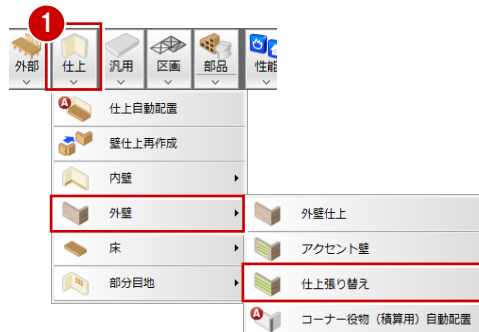 1
外部 仕上 汎用 区画 部品 性能
A 仕上自動配置
壁仕上再作成
内壁
外壁
外壁仕上
床
アクセント壁
部分目地
仕上張り替え
A コーナー役物（積算用）自動配置